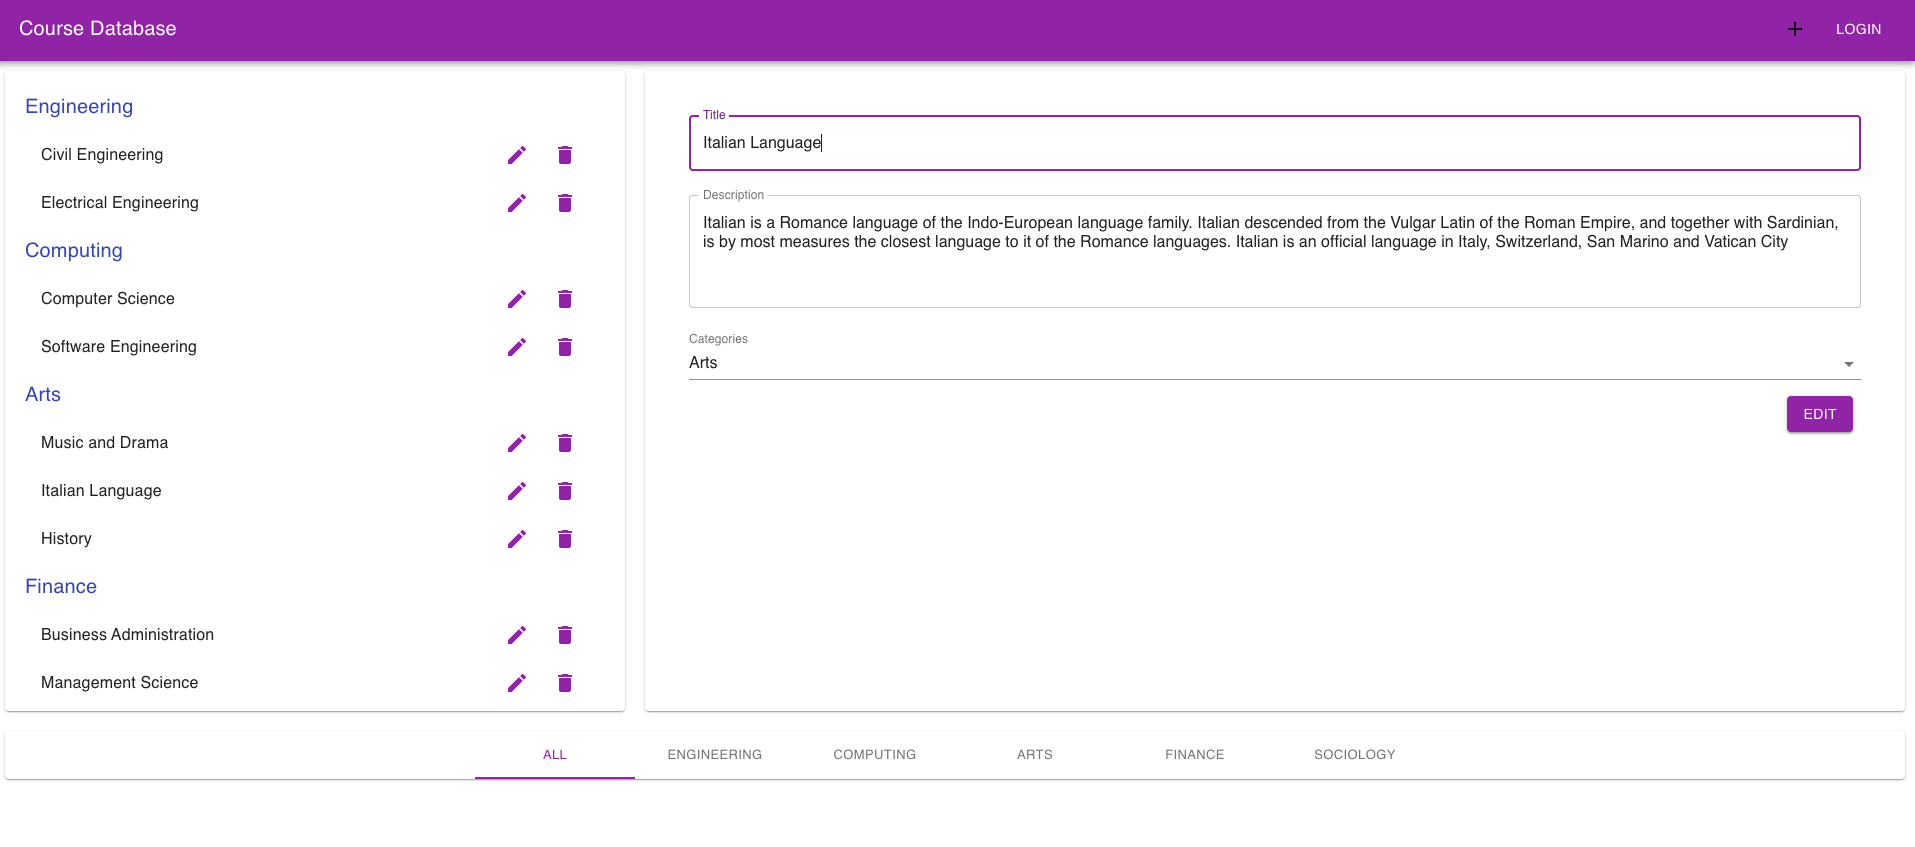 Course Database
LOGIN
Engineering
Civil Engineering
Electrical Engineering
Computing
Computer Science
Software Engineering
Arts
Music and Drama
Italian Language
History
Finance
Business Administration
Management Science
Title
Italian Language
Description
Italian is a Romance language of the Indo-European language family. Italian descended from the Vulgar Latin of the Roman Empire, and together with Sardinian,
is by most measures the closest language to it of the Romance languages. Italian is an official language in Italy, Switzerland, San Marino and Vatican City
Categories
Arts
EDIT
ALL
ENGINEERING
COMPUTING
ARTS
FINANCE
SOCIOLOGY